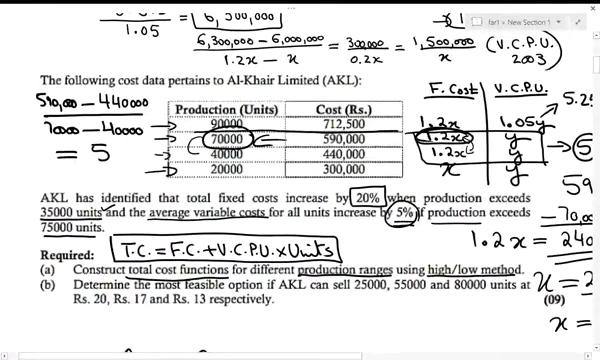 1.05
= 6,300,000
far1 > New Section 1
6,300,000 - 6,000,000
1.2x - x
= 300000
0.2x
= 1,500,000
x
(V.C.P.U.
2003)
The following cost data pertains to Al-Khair Limited (AKL):
590,000 - 440000
7000 - 40000
= 5
Production (Units) Cost (Rs.)
90000 712,500
70000 590,000
40000 440,000
20000 300,000
F. Cost V.C.P.U.
1.2x 1.05y
1.2x y
1.2x y
x y
5.25
59
AKL has identified that total fixed costs increase by 20% when production exceeds
35000 units and the average variable costs for all units increase by 5% if production exceeds
75000 units.
- 70,00
1.2x = 240
x = 2
x =
Required: T.C. = F.C. + V.C.P.U. x Units
(a) Construct total cost functions for different production ranges using high/low method.
(b) Determine the most feasible option if AKL can sell 25000, 55000 and 80000 units at
Rs. 20, Rs. 17 and Rs. 13 respectively. (09)